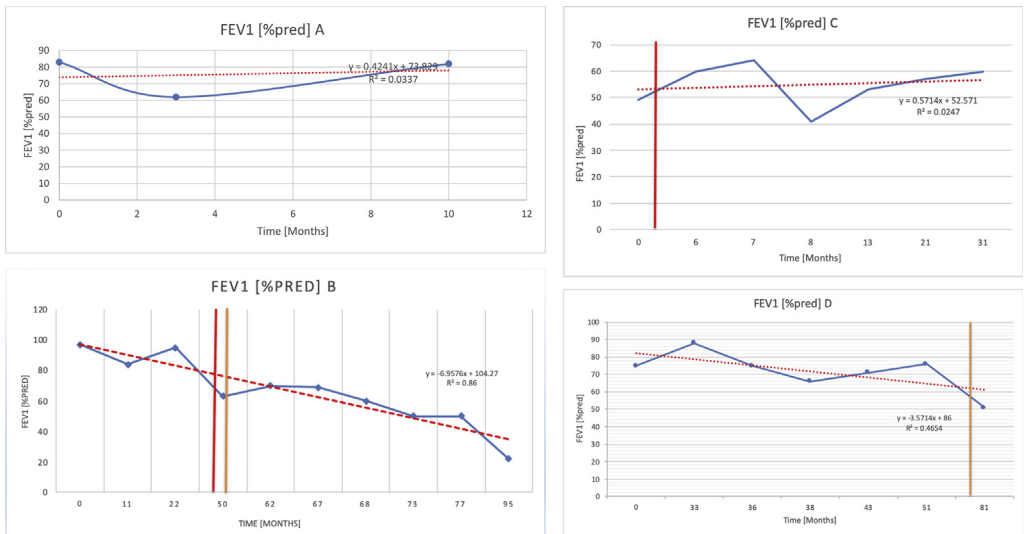 FEV1 [%pred] A
90
80
70
60
50
40
30
20
10
0
FEV1 [%pred]
y = 0.4241x + 73.829
R² = 0.0337
0 2 4 6 8 10 12
Time [Months]
FEV1 [%PRED] B
120
100
80
60
40
20
0
FEV1 [%PRED]
y = -6.9576x + 104.27
R² = 0.86
0 11 22 50 62 67 68 73 77 95
TIME [MONTHS]
FEV1 [%pred] C
70
60
50
40
30
20
10
0
FEV1 [%pred]
y = 0.5714x + 52.571
R² = 0.0247
0 6 7 8 13 21 31
Time [Months]
FEV1 [%pred] D
100
90
80
70
60
50
40
30
20
10
0
FEV1 [%pred]
y = -3.5714x + 86
R² = 0.4654
0 33 36 38 43 51 81
Time [Months]